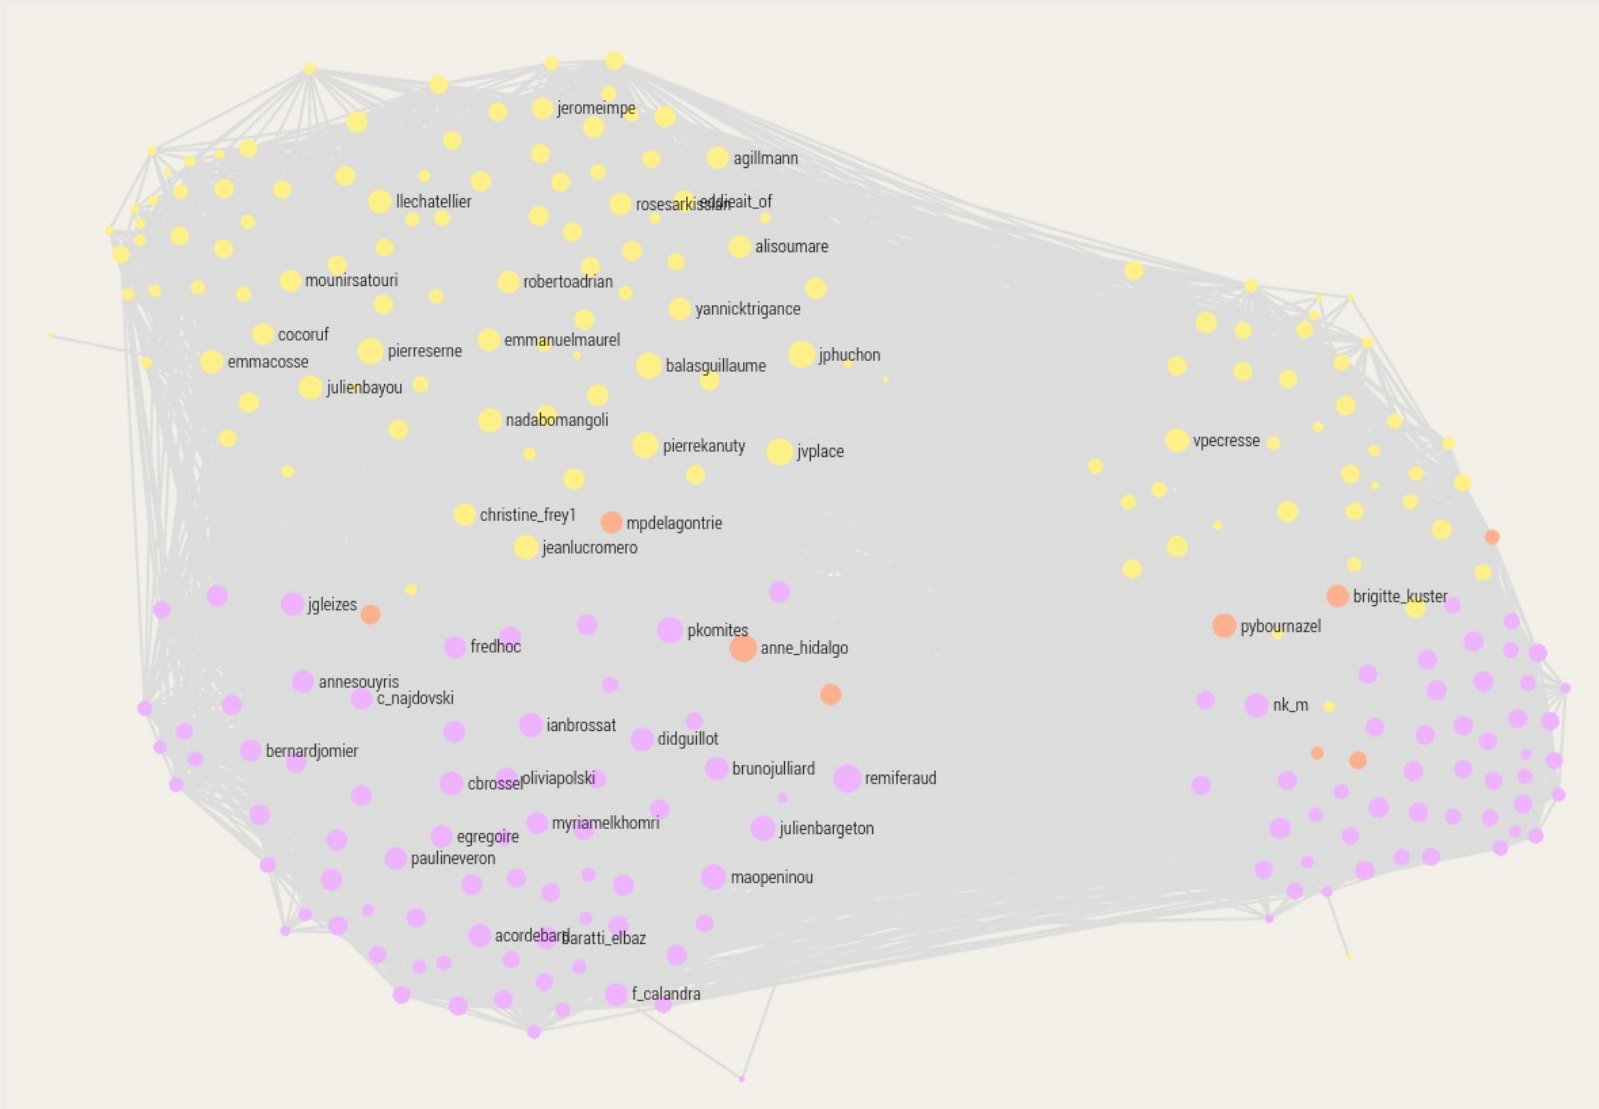 jeromeimpe
agillmann
llechatellier
rosesarkissian
eddieait_of
alisoumare
mounirsatouri
robertoadrian
yannicktrigance
cocoruf
emmanuelmaurel
pierreserne
jphuchon
emmacosse
balasguillaume
julienbayou
nadabomangoli
vpecresse
pierrekanuty
jvplace
christine_frey1
mpdelagontrie
jeanlucromero
brigitte_kuster
jgleizes
pybournazel
pkomites
fredhoc
anne_hidalgo
annesouyris
c_najdovski
nk_m
ianbrossat
didguillot
bernardjomier
brunojulliard
oliviapolski
remiferaud
cbrossel
myriamelkhomri
julienbargeton
egregoire
paulineveron
maopeninou
acordebard
baratti_elbaz
f_calandra